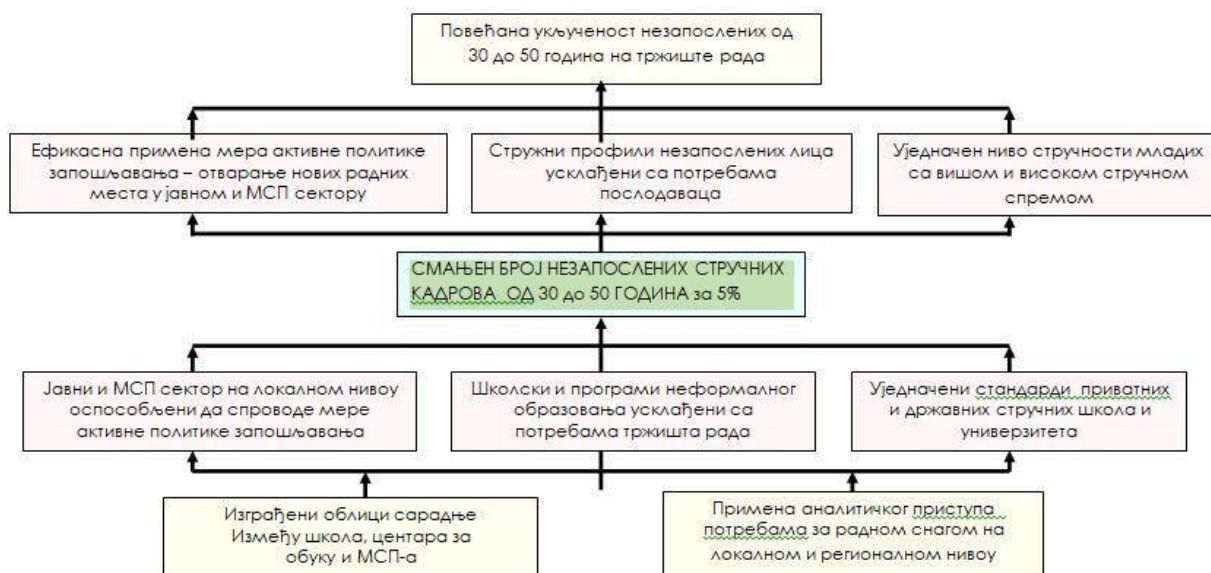 Повећана укљученост незапослених од
30 до 50 година на тржиште рада
Ефикасна примена мера активне политике
запошљавања – отварање нових радних
места у јавном и МСП сектору
Стружни профили незапослених лица
усклађени са потребама
послодаваца
Уједначен ниво стручности младих
са вишом и високом стручном
спремом
СМАЊЕН БРОЈ НЕЗАПОСЛЕНИХ СТРУЧНИХ
КАДРОВА ОД 30 до 50 ГОДИНА за 5%
Јавни и МСП сектор на локалном нивоу
оспособљени да спроводе мере
активне политике запошљавања
Школски и програми неформалног
образовања усклађени са
потребама тржишта рада
Уједначени стандарди приватних
и државних стручних школа и
универзитета
Изграђени облици сарадње
Између школа, центара за
обуку и МСП-а
Примена аналитичког приступа
потребама за радном снагом на
локалном и регионалном нивоу